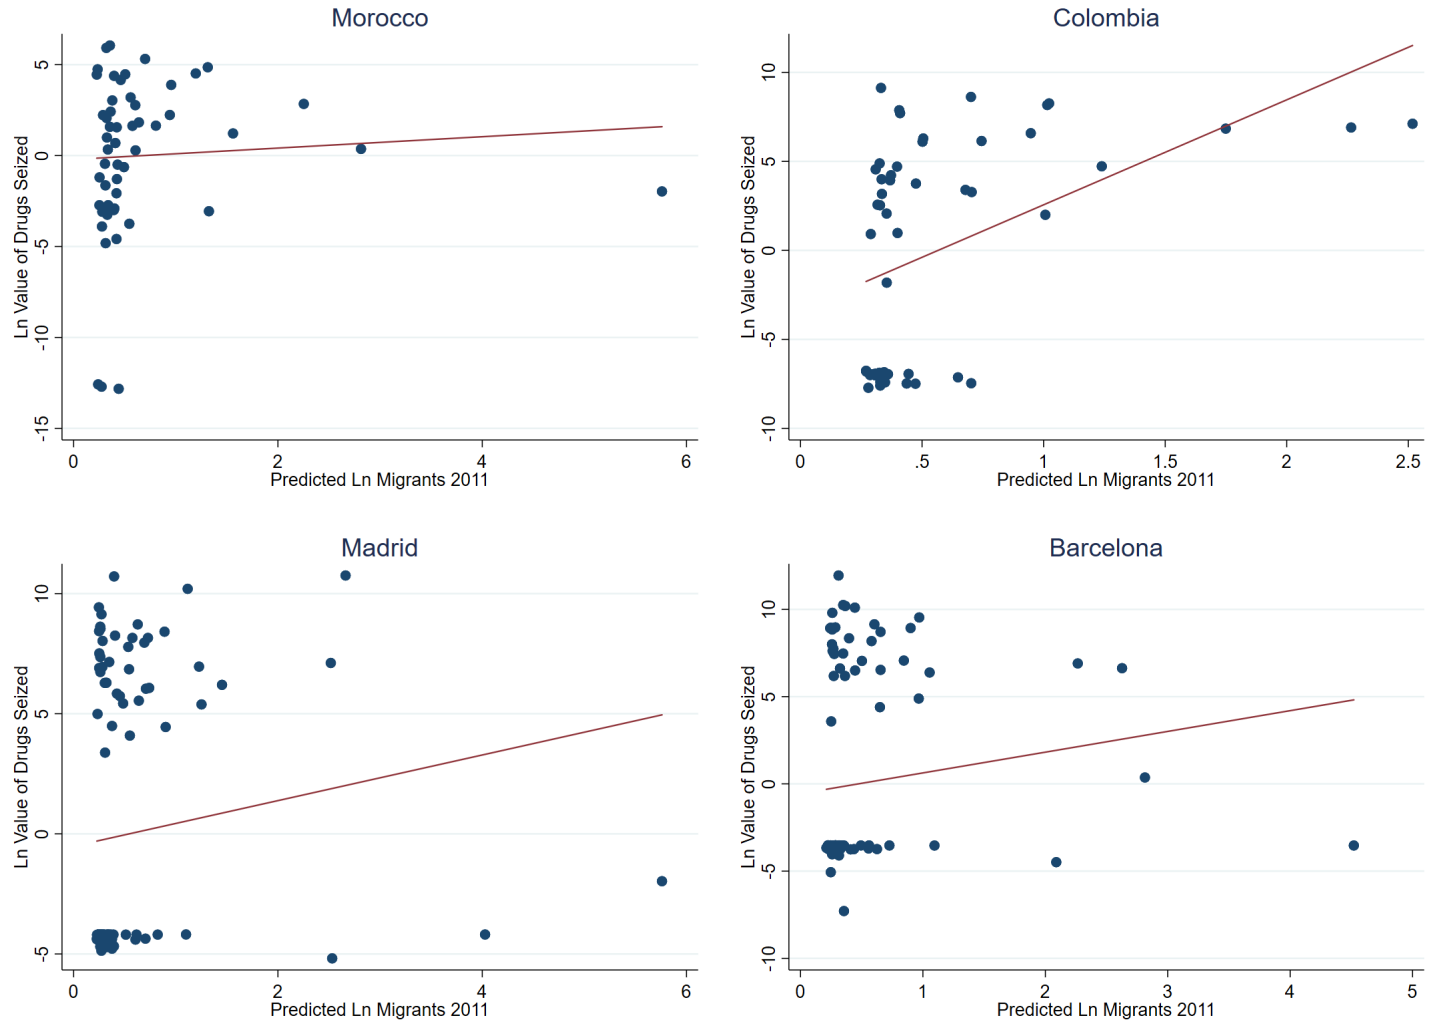 Morocco
Ln Value of Drugs Seized
5
0
-5
-10
-15
0 2 4 6
Predicted Ln Migrants 2011
Colombia
Ln Value of Drugs Seized
10
5
0
-5
-10
0 .5 1 1.5 2 2.5
Predicted Ln Migrants 2011
Madrid
Ln Value of Drugs Seized
10
5
0
-5
0 2 4 6
Predicted Ln Migrants 2011
Barcelona
Ln Value of Drugs Seized
10
5
0
-5
-10
0 1 2 3 4 5
Predicted Ln Migrants 2011